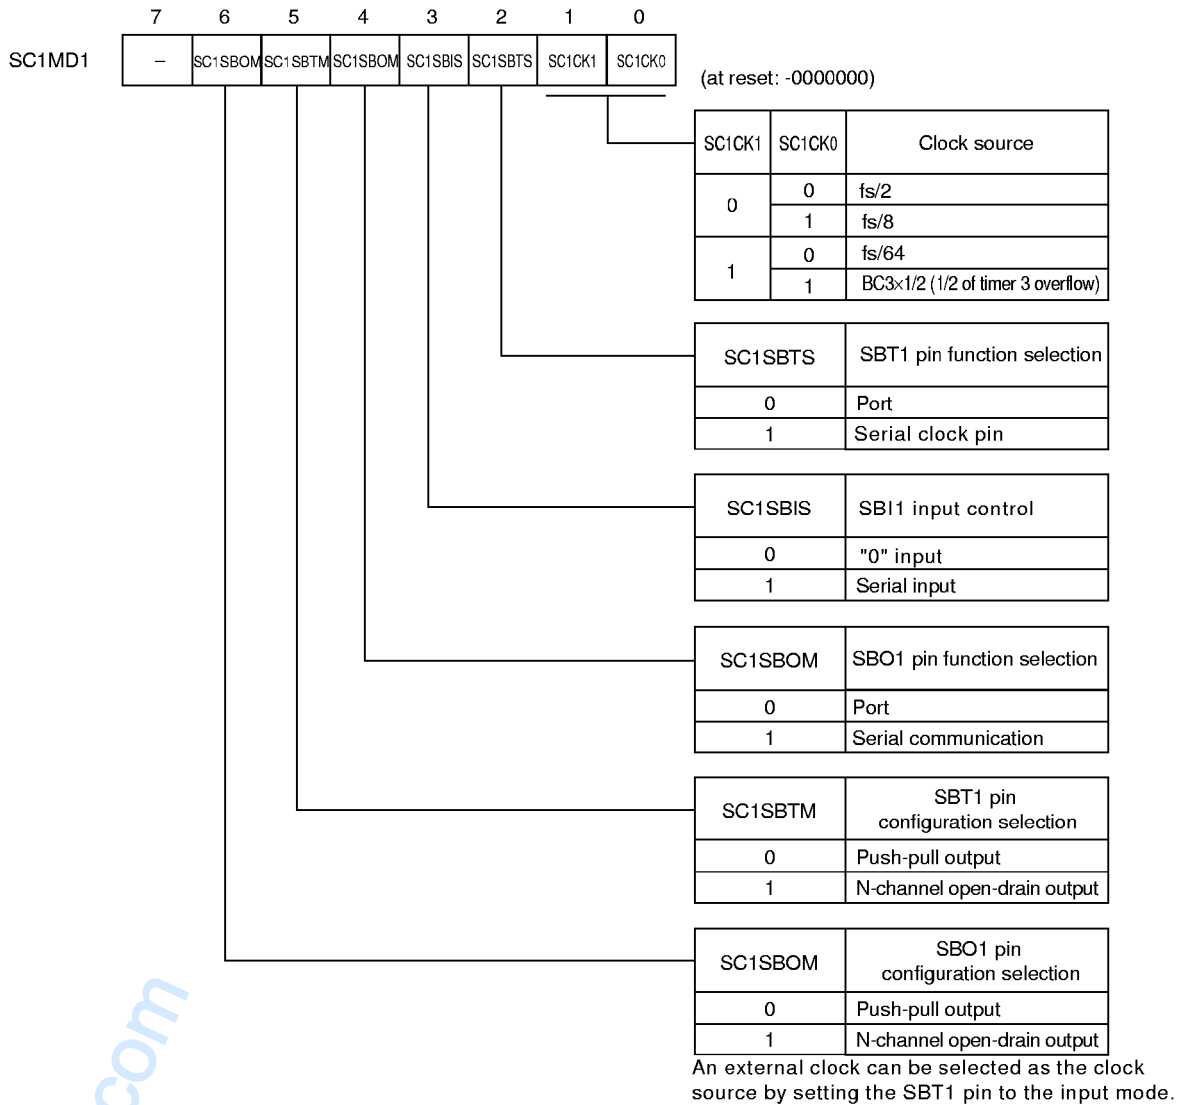 7 6 5 4 3 2 1 0
SC1MD1 – SC1SBOM SC1SBTM SC1SBOM SC1SBIS SC1SBTS SC1CK1 SC1CK0
(at reset: -0000000)
SC1CK1 SC1CK0 Clock source
0 0 fs/2
1 fs/8
1 0 fs/64
1 BC3×1/2 (1/2 of timer 3 overflow)
SC1SBTS SBT1 pin function selection
0 Port
1 Serial clock pin
SC1SBIS SBI1 input control
0 "0" input
1 Serial input
SC1SBOM SBO1 pin function selection
0 Port
1 Serial communication
SC1SBTM SBT1 pin
configuration selection
0 Push-pull output
1 N-channel open-drain output
SC1SBOM SBO1 pin
configuration selection
0 Push-pull output
1 N-channel open-drain output
An external clock can be selected as the clock
source by setting the SBT1 pin to the input mode.
.com